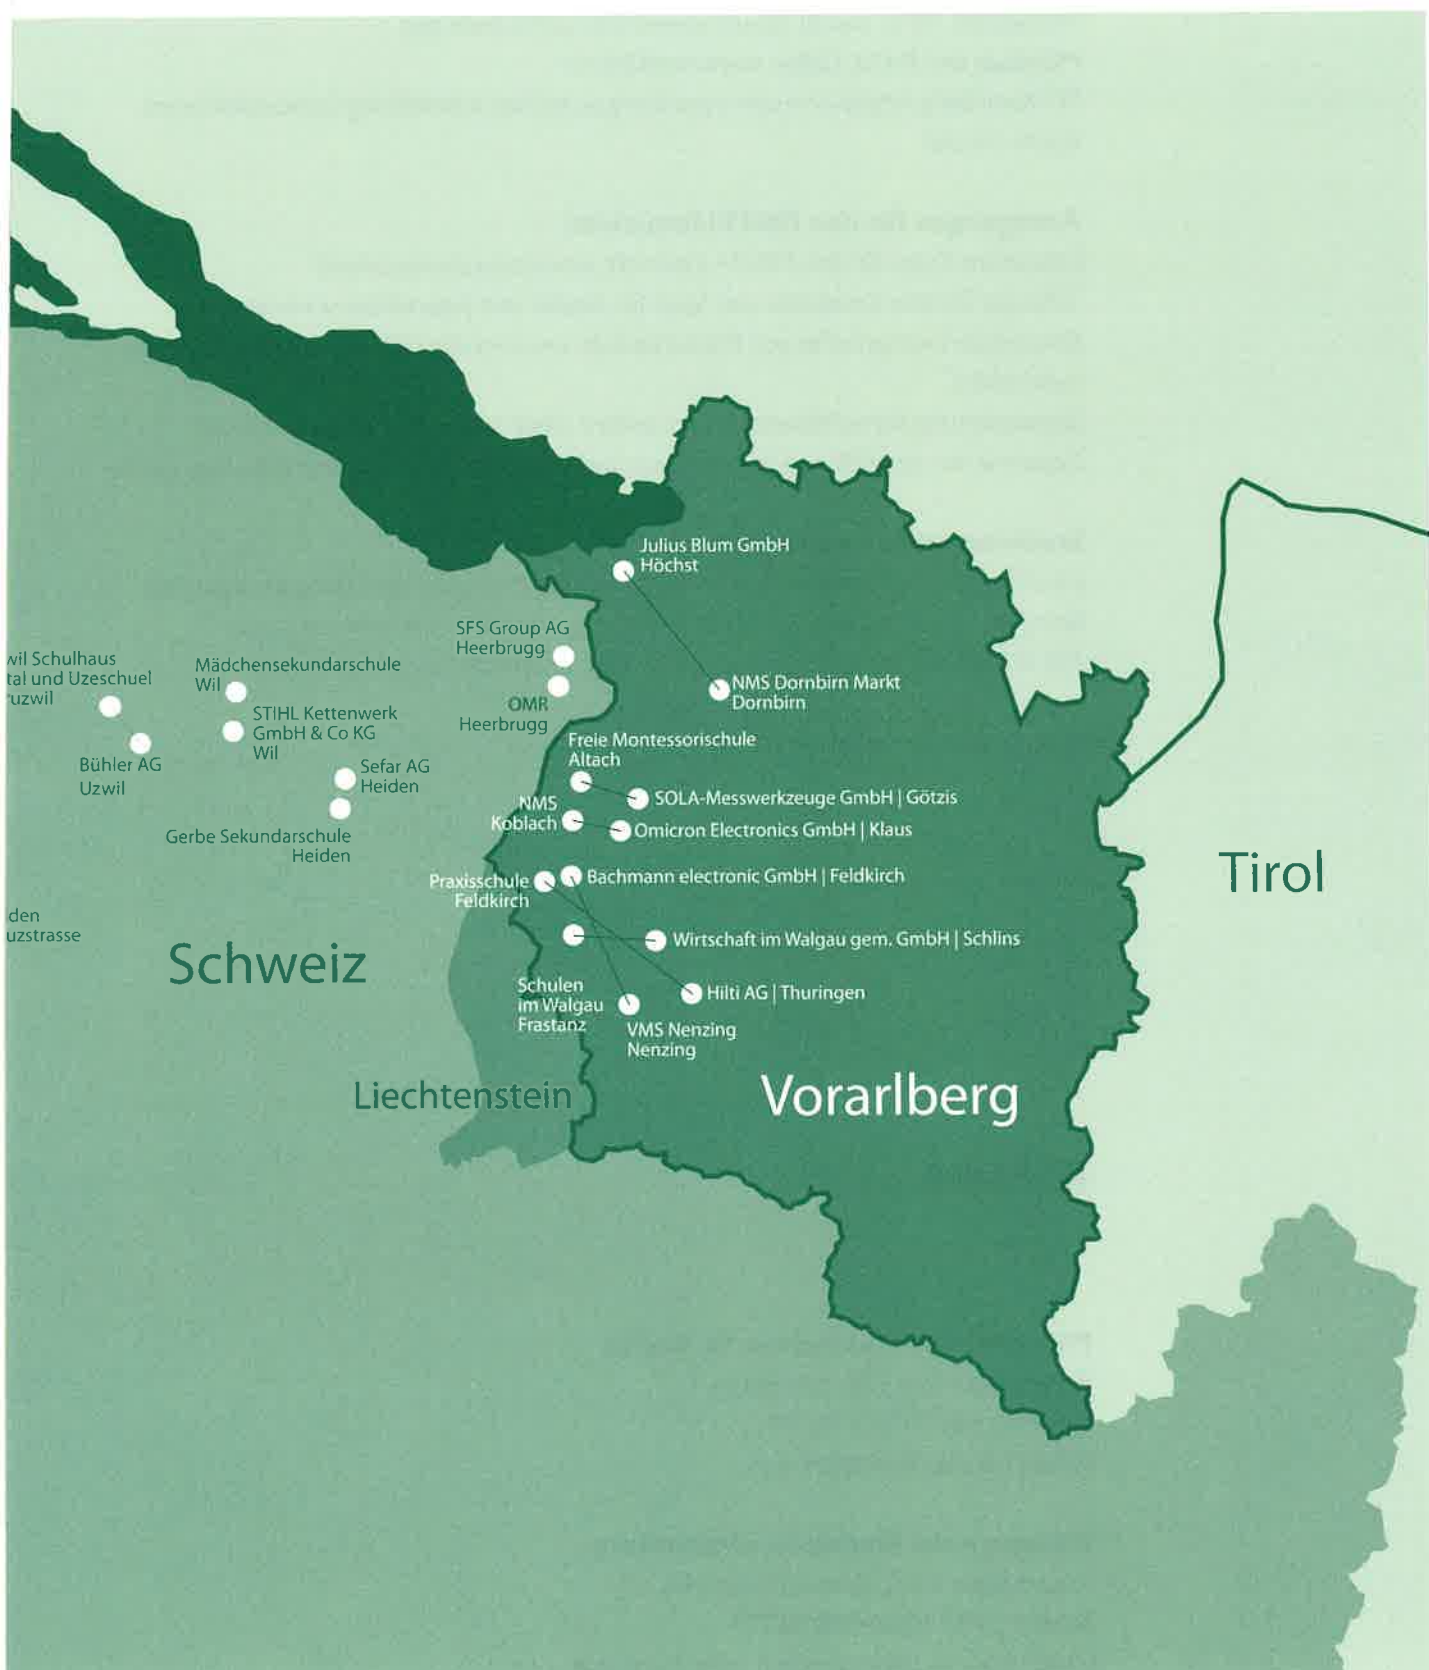 Julius Blum GmbH
Höchst
SFS Group AG
Heerbrugg
OMR
Heerbrugg
NMS Dornbirn Markt
Dornbirn
wil Schulhaus
tal und Uzeschuel
ruzwil
Mädchensekundarschule
Wil
STIHL Kettenwerk
GmbH & Co KG
Wil
Bühler AG
Uzwil
Sefar AG
Heiden
Gerbe Sekundarschule
Heiden
Freie Montessorischule
Altach
SOLA-Messwerkzeuge GmbH | Götzis
NMS
Koblach
Omicron Electronics GmbH | Klaus
Praxisschule
Feldkirch
Bachmann electronic GmbH | Feldkirch
Tirol
den
uzstrasse
Schweiz
Wirtschaft im Walgau gem. GmbH | Schlins
Schulen
im Walgau
Frastanz
Hilti AG | Thuringen
VMS Nenzing
Nenzing
Liechtenstein
Vorarlberg